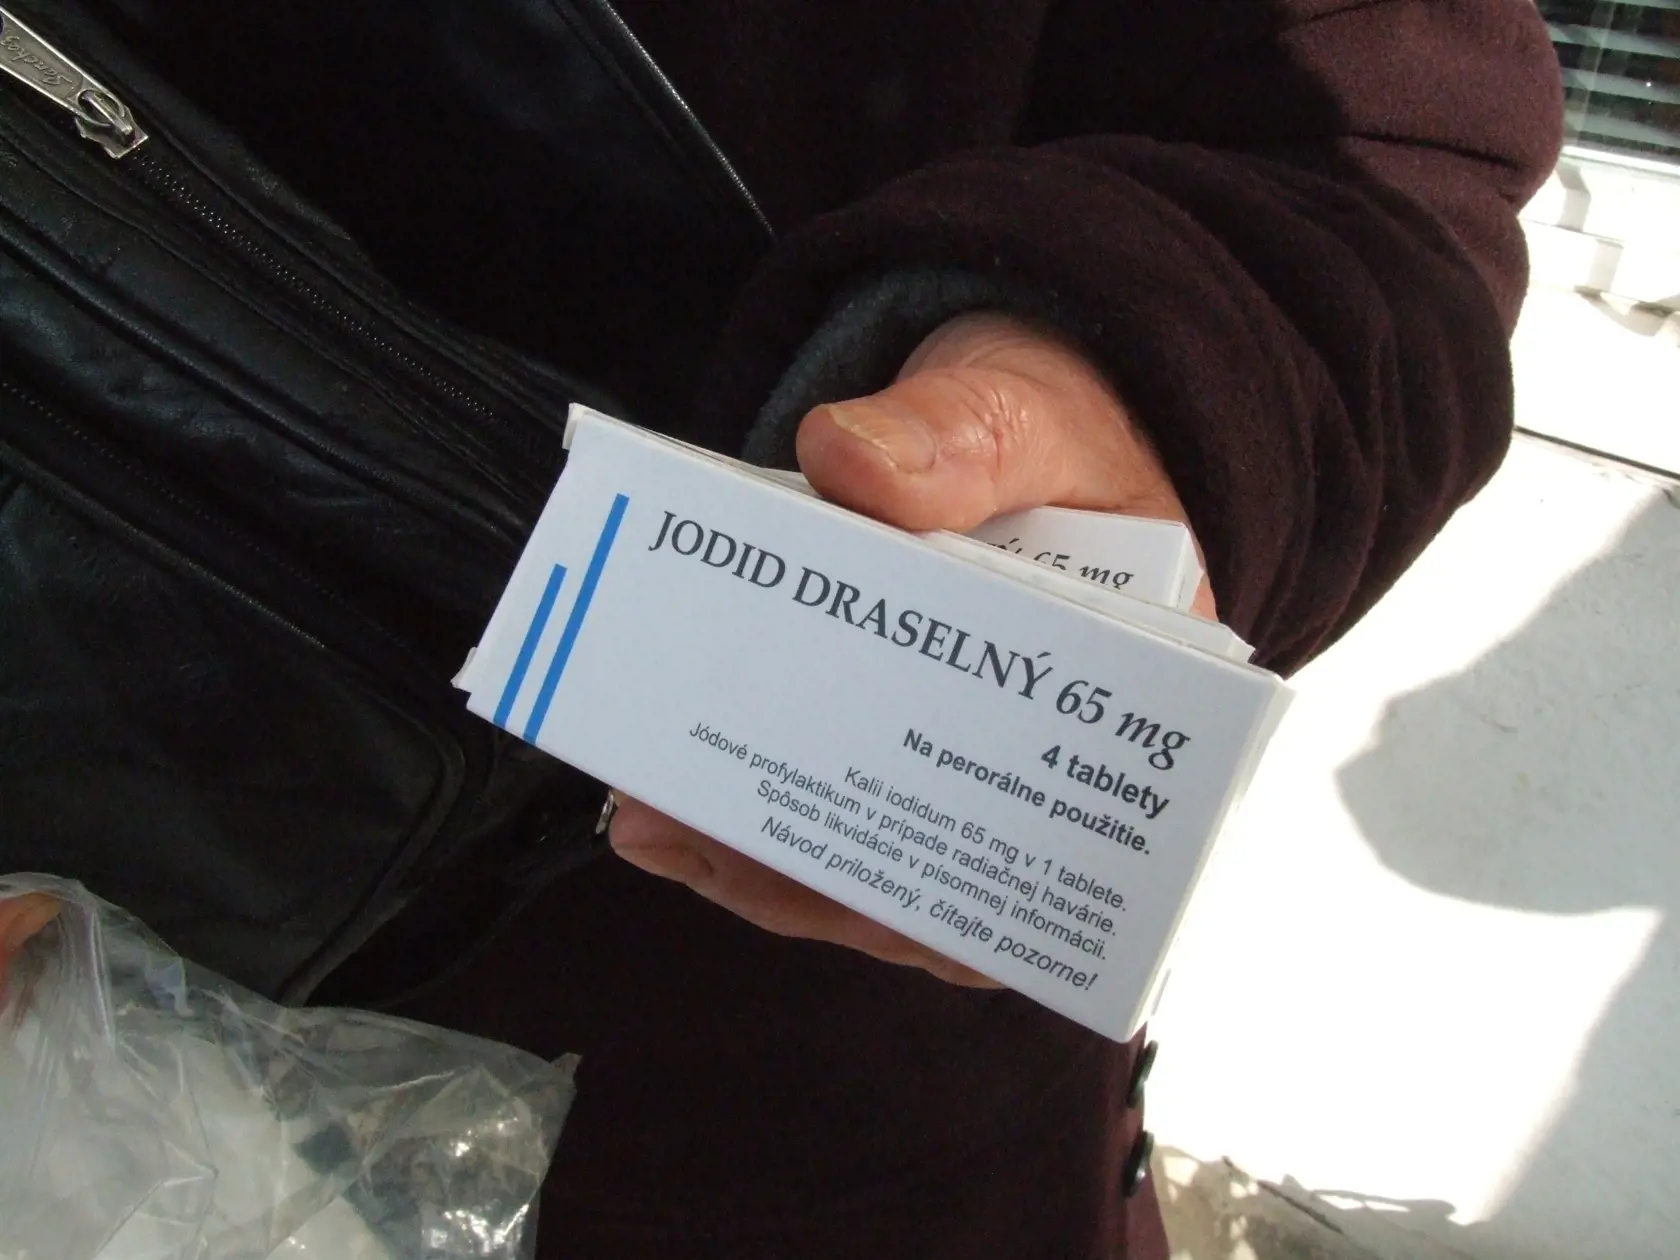 JODID DRASELNÝ 65 mg
4 tablety
Na perorálne použitie.
Kalii iodidum 65 mg v 1 tablete.
Jódové profylaktikum v prípade radiačnej havárie.
Spôsob likvidácie v písomnej informácii.
Návod priložený, čítajte pozorne!
65 mg